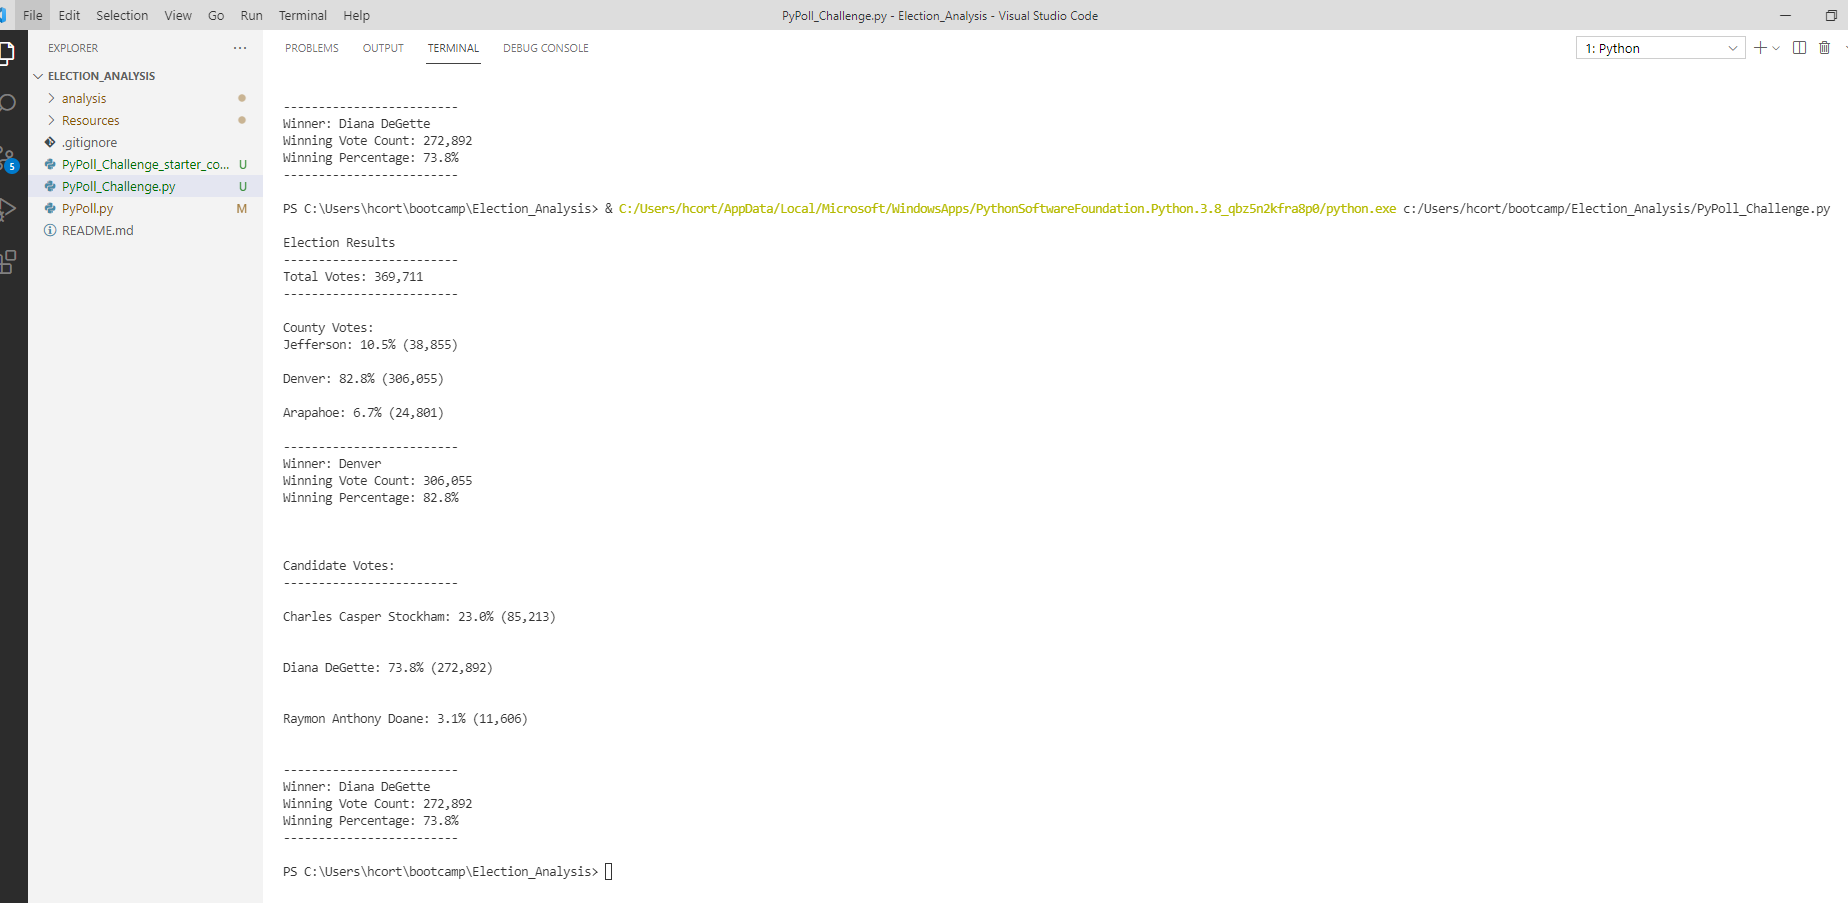 File Edit Selection View Go Run Terminal Help
PyPoll_Challenge.py - Election_Analysis - Visual Studio Code
EXPLORER
ELECTION_ANALYSIS
analysis
Resources
.gitignore
PyPoll_Challenge_starter_co... U
PyPoll_Challenge.py U
PyPoll.py M
README.md
5
PROBLEMS OUTPUT TERMINAL DEBUG CONSOLE
1: Python
-------------------------
Winner: Diana DeGette
Winning Vote Count: 272,892
Winning Percentage: 73.8%
-------------------------
PS C:\Users\hcort\bootcamp\Election_Analysis> & C:/Users/hcort/AppData/Local/Microsoft/WindowsApps/PythonSoftwareFoundation.Python.3.8_qbz5n2kfra8p0/python.exe c:/Users/hcort/bootcamp/Election_Analysis/PyPoll_Challenge.py
Election Results
-------------------------
Total Votes: 369,711
-------------------------
County Votes:
Jefferson: 10.5% (38,855)
Denver: 82.8% (306,055)
Arapahoe: 6.7% (24,801)
-------------------------
Winner: Denver
Winning Vote Count: 306,055
Winning Percentage: 82.8%
Candidate Votes:
-------------------------
Charles Casper Stockham: 23.0% (85,213)
Diana DeGette: 73.8% (272,892)
Raymon Anthony Doane: 3.1% (11,606)
-------------------------
Winner: Diana DeGette
Winning Vote Count: 272,892
Winning Percentage: 73.8%
-------------------------
PS C:\Users\hcort\bootcamp\Election_Analysis>